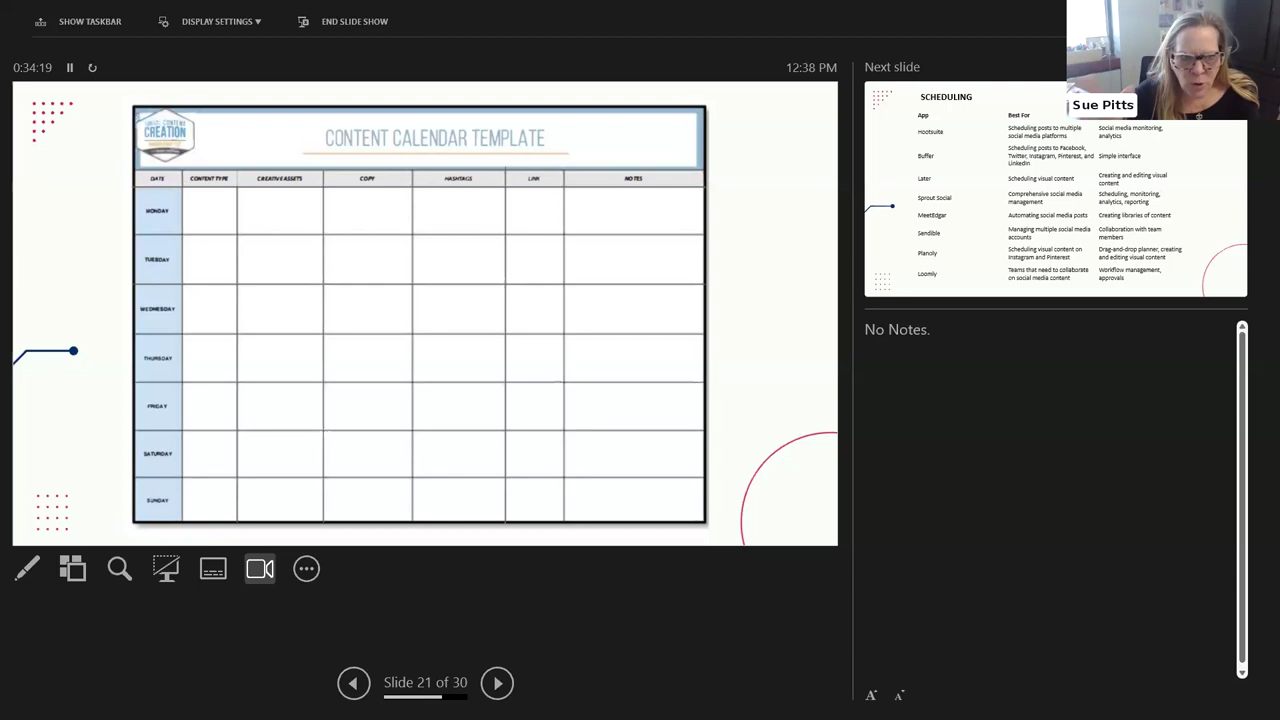 SHOW TASKBAR
DISPLAY SETTINGS ▼
END SLIDE SHOW
0:34:19
12:38 PM
Next slide
Sue Pitts
CONTENT
CREATION
CONTENT CALENDAR TEMPLATE
DATE CONTENT TYPE CREATIVE ASSETS COPY HASHTAGS LINK NOTES
MONDAY
TUESDAY
WEDNESDAY
THURSDAY
FRIDAY
SATURDAY
SUNDAY
SCHEDULING
App Best For
Hootsuite Scheduling posts to multiple social media platforms Social media monitoring, analytics
Buffer Scheduling posts to Facebook, Twitter, Instagram, Pinterest, and LinkedIn Simple interface
Later Scheduling visual content Creating and editing visual content
Sprout Social Comprehensive social media management Scheduling, monitoring, analytics, reporting
MeetEdgar Automating social media posts Creating libraries of content
Sendible Managing multiple social media accounts Collaboration with team members
Planoly Scheduling visual content on Instagram and Pinterest Drag-and-drop planner, creating and editing visual content
Loomly Teams that need to collaborate on social media content Workflow management, approvals
No Notes.
Slide 21 of 30